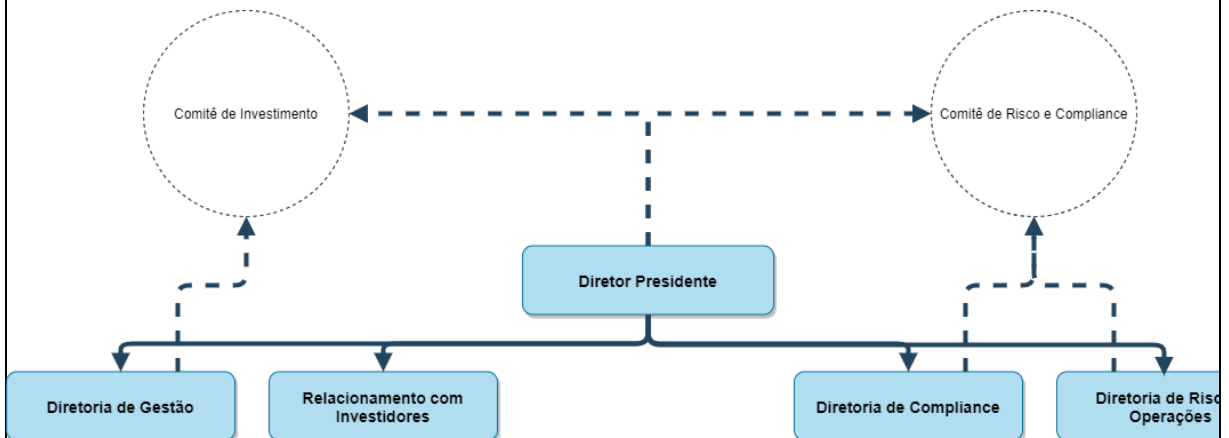 Comitê de Investimento
Comitê de Risco e Compliance
Diretor Presidente
Diretoria de Gestão
Relacionamento com
Investidores
Diretoria de Compliance
Diretoria de
Operações